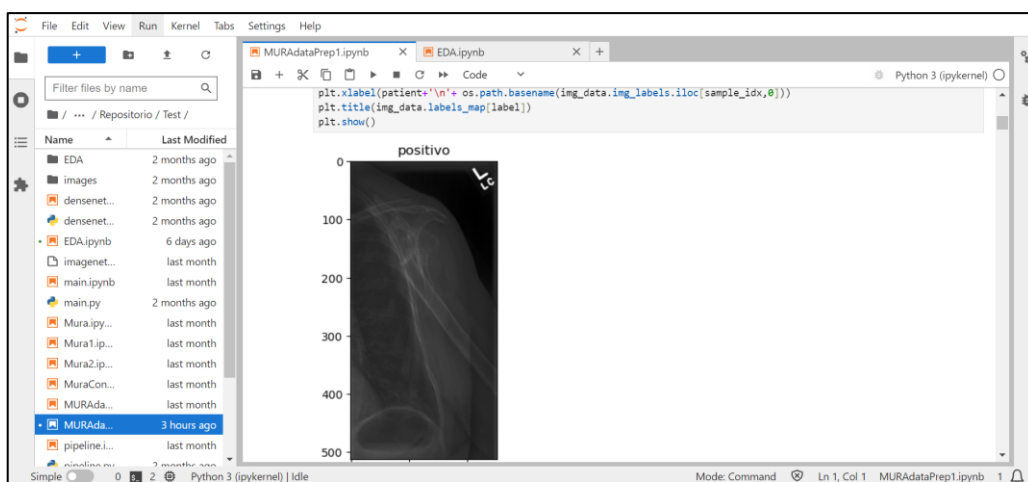 File Edit View Run Kernel Tabs Settings Help
+
Filter files by name
/ ··· / Repositorio / Test /
Name Last Modified
EDA 2 months ago
images 2 months ago
densenet... 2 months ago
densenet... 2 months ago
EDA.ipynb 6 days ago
imagenet... last month
main.ipynb last month
main.py 2 months ago
Mura.ipy... last month
Mura1.ip... last month
Mura2.ip... last month
MuraCon... last month
MURAda... last month
MURAda... 3 hours ago
pipeline.i... last month
pipeline.py 2 months ago
MURAdataPrep1.ipynb × EDA.ipynb × +
Code Python 3 (ipykernel)
plt.xlabel(patient+'\n'+ os.path.basename(img_data.img_labels.iloc[sample_idx,0]))
plt.title(img_data.labels_map[label])
plt.show()
positivo
L
LC
0
100
200
300
400
500
Simple 0 2 Python 3 (ipykernel) | Idle Mode: Command Ln 1, Col 1 MURAdataPrep1.ipynb 1